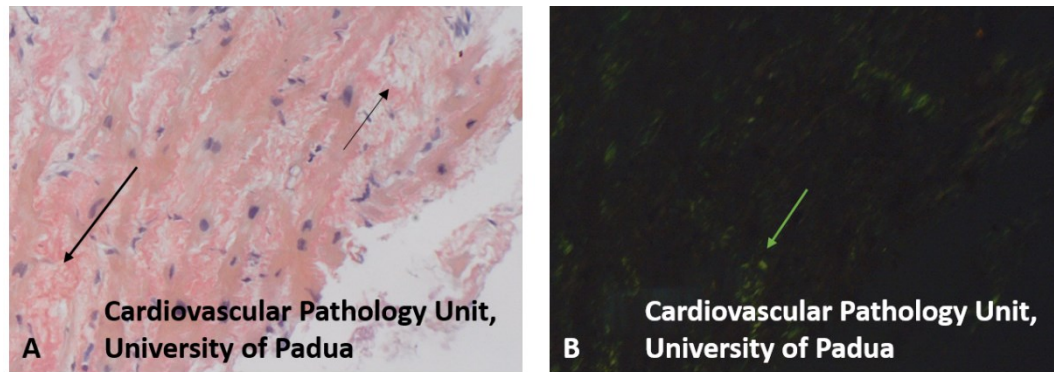 Cardiovascular Pathology Unit,
A University of Padua
Cardiovascular Pathology Unit,
B University of Padua